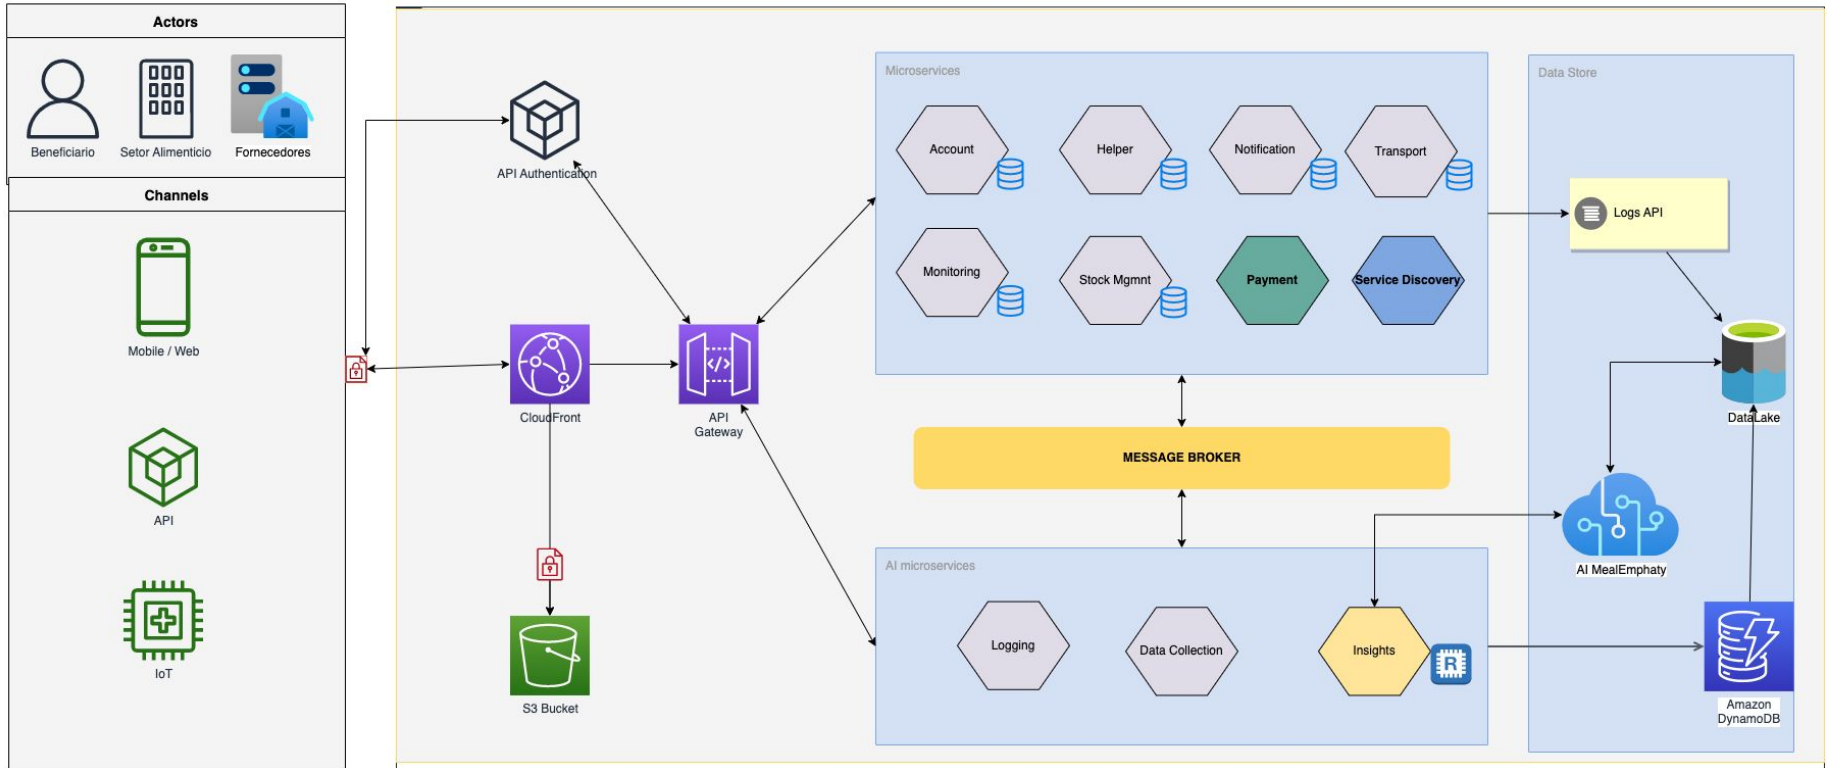 Actors
Beneficiario
Setor Alimenticio
Fornecedores
Channels
Mobile / Web
API
IoT
API Authentication
CloudFront
API
Gateway
S3 Bucket
Microservices
Account
Helper
Notification
Transport
Monitoring
Stock Mgmnt
Payment
Service Discovery
MESSAGE BROKER
AI microservices
Logging
Data Collection
Insights
R
Data Store
Logs API
DataLake
AI MealEmphaty
Amazon
DynamoDB